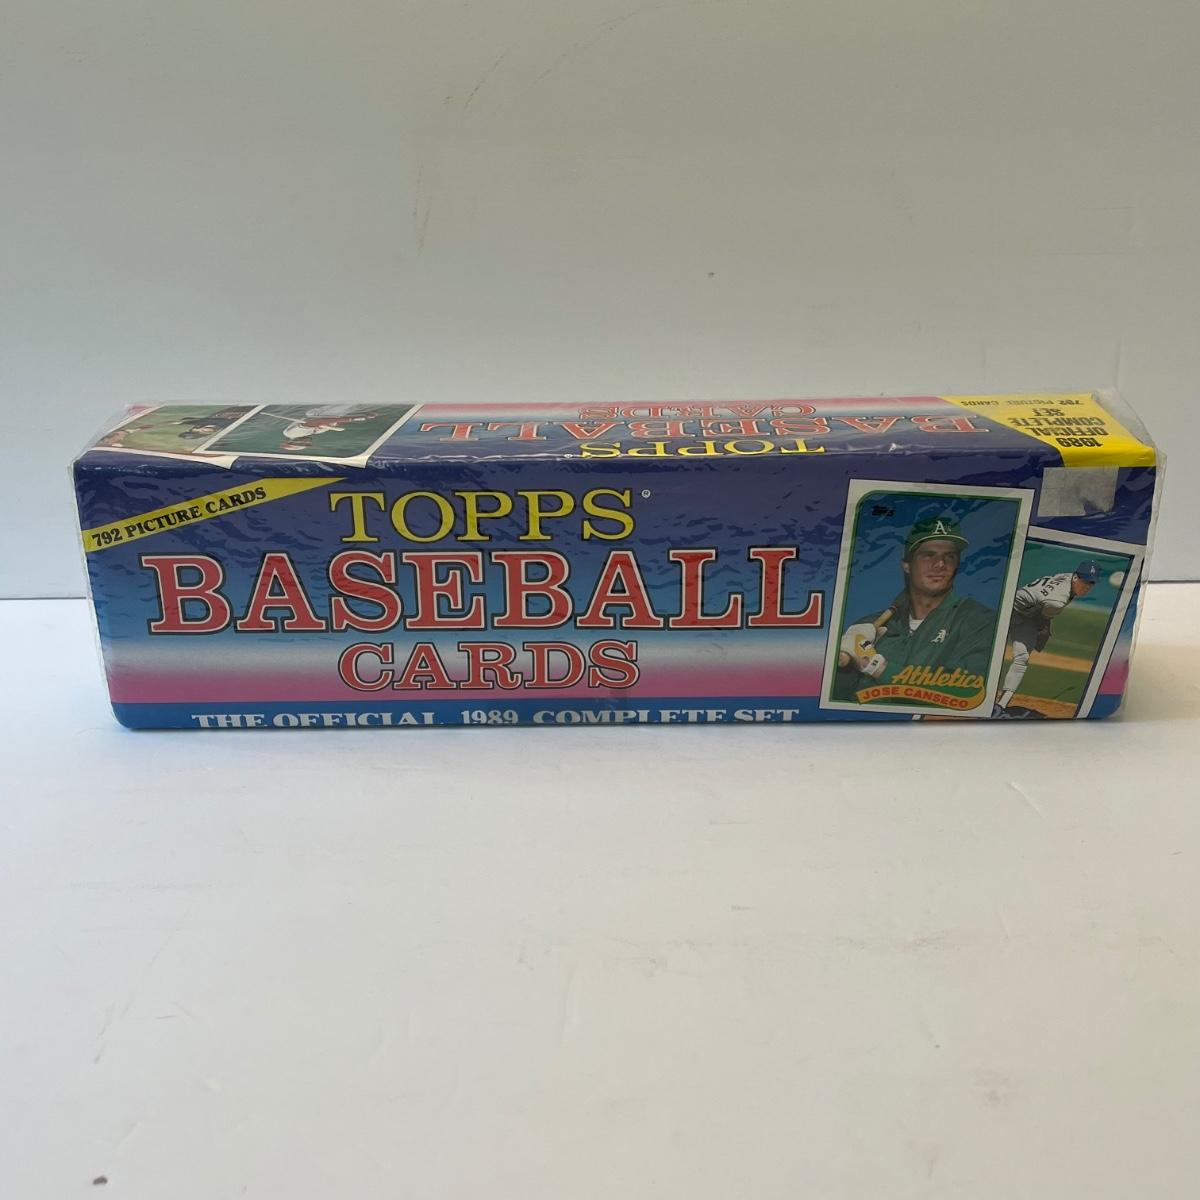 1989
OFFICIAL
COMPLETE
SET
792 PICTURE CARDS
TOPPS®
BASEBALL
CARDS
792 PICTURE CARDS
TOPPS®
BASEBALL
CARDS
THE OFFICIAL 1989 COMPLETE SET
Topps
A's
A's
Athletics
JOSE CANSECO